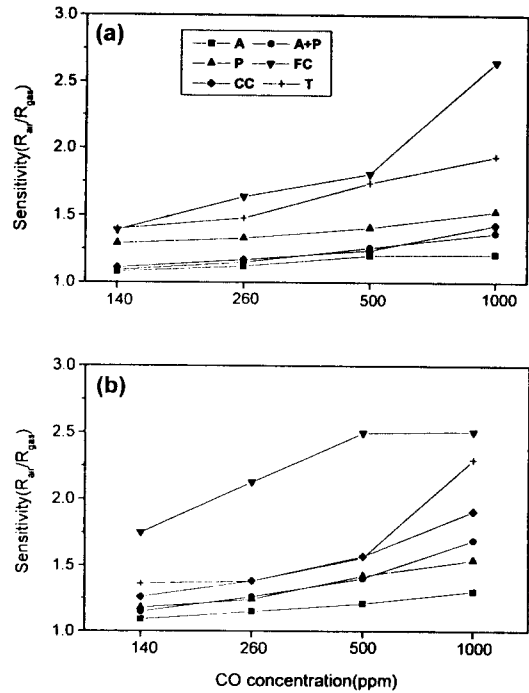 (a)
A
A+P
P
FC
CC
T
3.0
2.5
2.0
1.5
1.0
Sensitivity(Rair/Rgas)
140
260
500
1000
(b)
3.0
2.5
2.0
1.5
1.0
Sensitivity(Rair/Rgas)
140
260
500
1000
CO concentration(ppm)